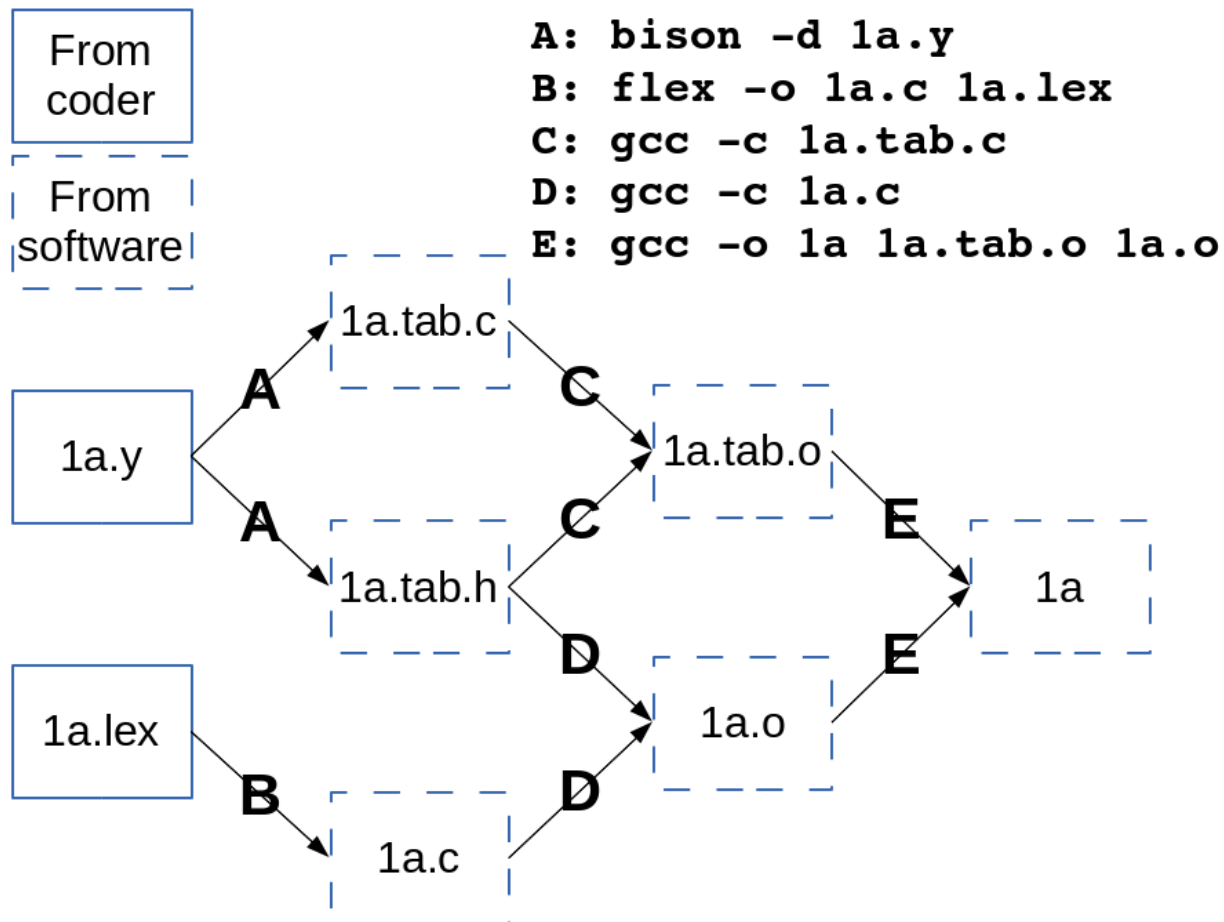 From
coder
A: bison -d 1a.y
B: flex -o 1a.c 1a.lex
C: gcc -c 1a.tab.c
D: gcc -c 1a.c
E: gcc -o 1a 1a.tab.o 1a.o
From
software
1a.tab.c
A
C
1a.y
1a.tab.o
A
C
E
1a.tab.h
1a
D
E
1a.lex
1a.o
B
D
1a.c